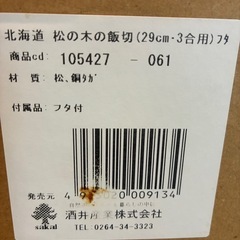 北海道 松の木の飯切(29cm・3合用)フタ
商品cd 105427 -061
材 質: 松、銅タガ
付属品: フタ付
発売元
sakai
酒井産業株式会社
℡ 0264-34-3323